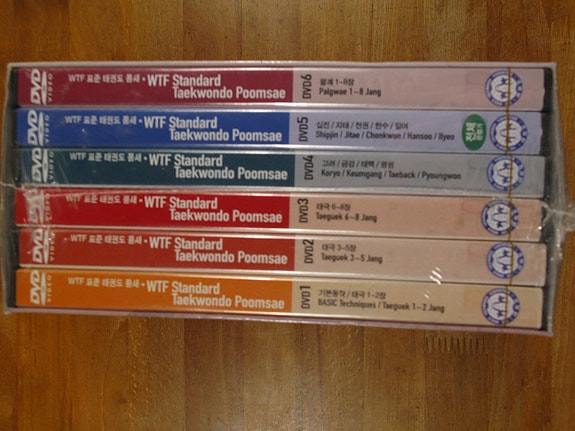 DVD VIDEO
WTF 표준 태권도 품새 • WTF Standard
Taekwondo Poomsae
DVD6
팔괘 1~8장
Palgwae 1~8 Jang
DVD VIDEO
WTF 표준 태권도 품새 • WTF Standard
Taekwondo Poomsae
DVD5
십진 / 지태 / 천권 / 한수 / 일여
Shipjin / Jitae / Chonkwon / Hansoo / Ilyeo
DVD VIDEO
WTF 표준 태권도 품새 • WTF Standard
Taekwondo Poomsae
DVD4
고려 / 금강 / 태백 / 평원
Koryo / Keumgang / Taeback / Pyoungwon
DVD VIDEO
WTF 표준 태권도 품새 • WTF Standard
Taekwondo Poomsae
DVD3
태극 6~8장
Taeguek 6~8 Jang
DVD VIDEO
WTF 표준 태권도 품새 • WTF Standard
Taekwondo Poomsae
DVD2
태극 3~5장
Taeguek 3~5 Jang
DVD VIDEO
WTF 표준 태권도 품새 • WTF Standard
Taekwondo Poomsae
DVD1
기본동작 / 태극 1~2장
BASIC Techniques / Taeguek 1~2 Jang